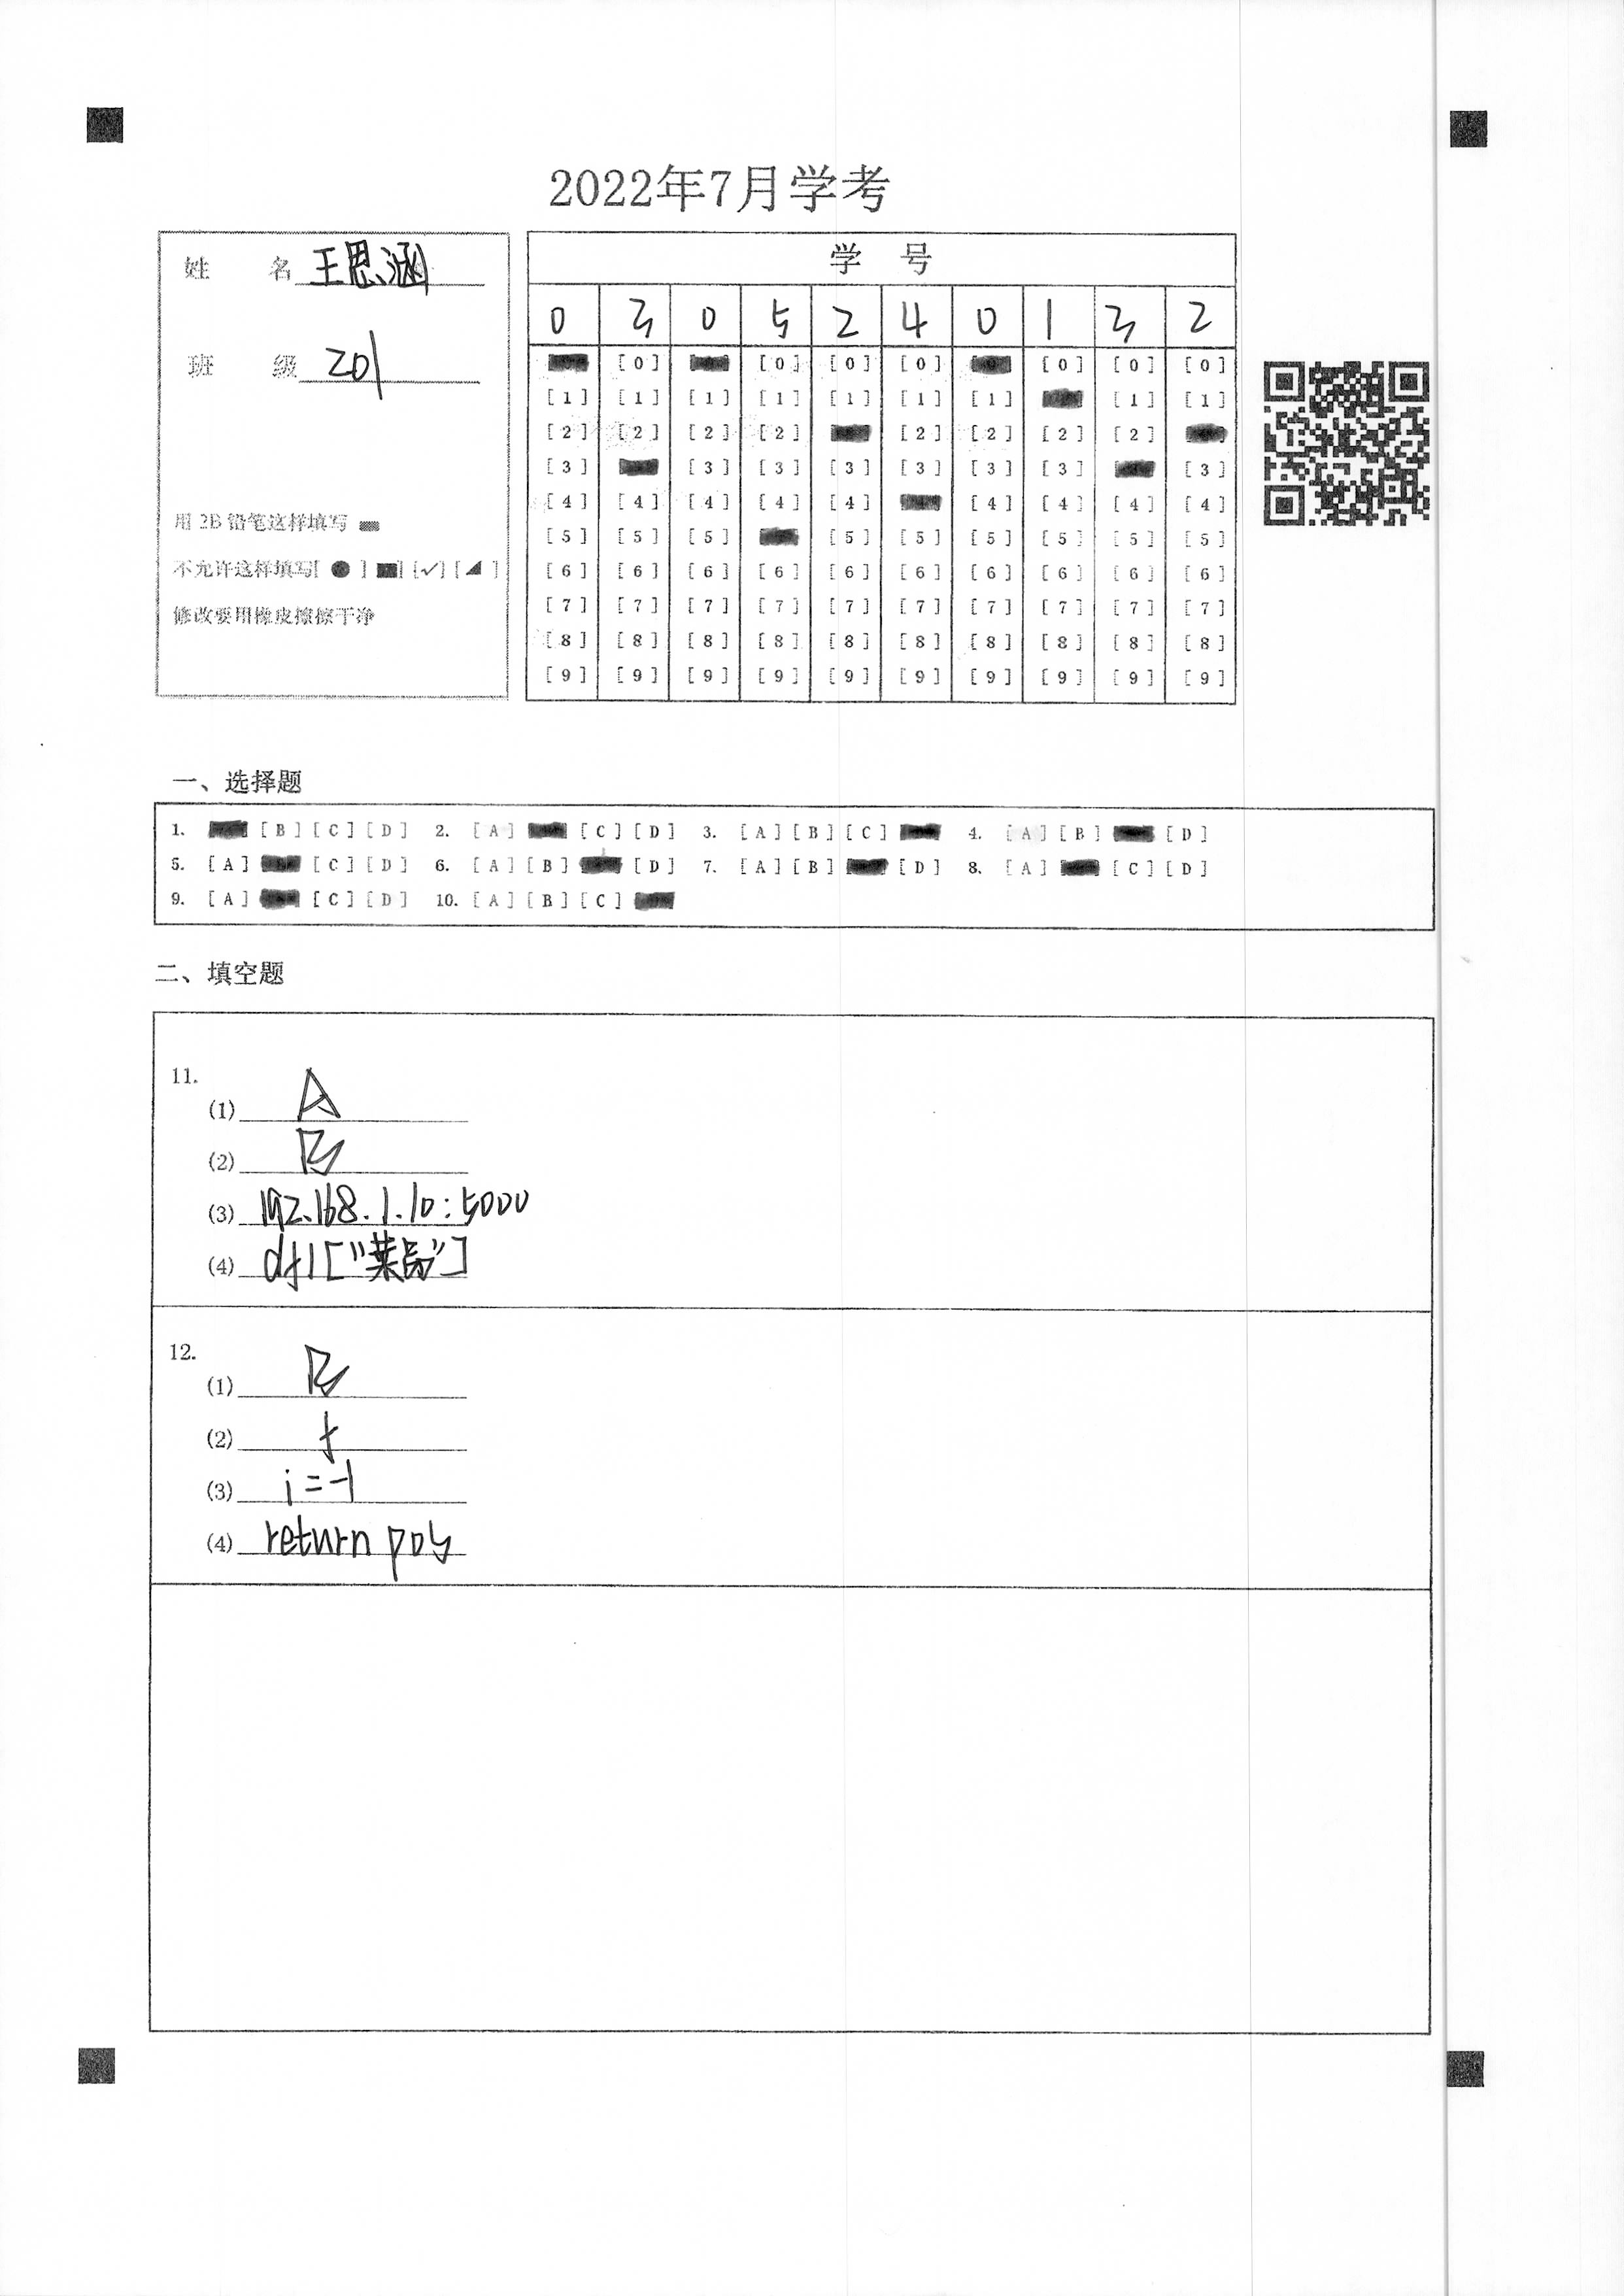 2022年7月学考
姓 名 王思涵
班 级 201
用 2B 铅笔这样填写
不允许这样填写[ ● ] [■] [✓] [◢ ]
修改要用橡皮擦擦干净
学 号
0 3 0 5 2 4 0 1 3 2
[0] [0] [0] [0] [0] [0] [0]
[1] [1] [1] [1] [1] [1] [1] [1] [1]
[2] [2] [2] [2] [2] [2] [2] [2]
[3] [3] [3] [3] [3] [3] [3] [3]
[4] [4] [4] [4] [4] [4] [4] [4] [4]
[5] [5] [5] [5] [5] [5] [5] [5] [5]
[6] [6] [6] [6] [6] [6] [6] [6] [6] [6]
[7] [7] [7] [7] [7] [7] [7] [7] [7] [7]
[8] [8] [8] [8] [8] [8] [8] [8] [8] [8]
[9] [9] [9] [9] [9] [9] [9] [9] [9] [9]
一、选择题
1. [B] [C] [D] 2. [A] [C] [D] 3. [A] [B] [C] 4. [A] [B] [D]
5. [A] [C] [D] 6. [A] [B] [D] 7. [A] [B] [D] 8. [A] [C] [D]
9. [A] [C] [D] 10. [A] [B] [C]
二、填空题
11.
(1) A
(2) B
(3) 192.168.1.10:5000
(4) df1["菜品"]
12.
(1) B
(2) f
(3) i=-1
(4) return pos